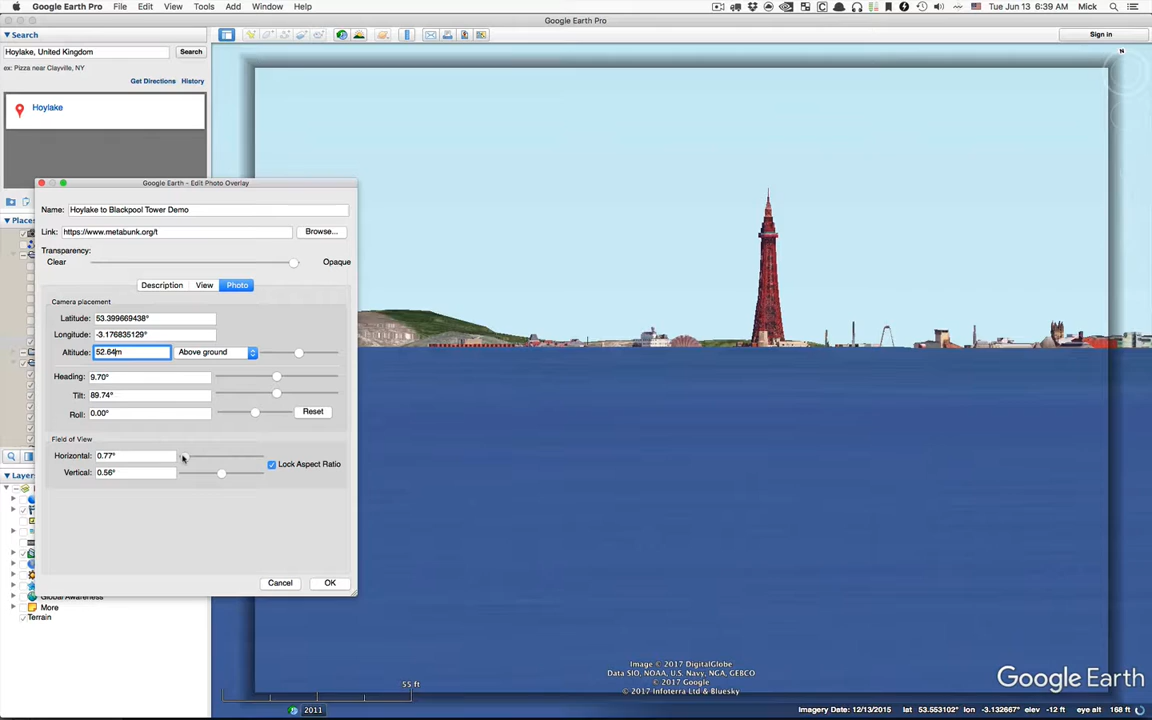 Google Earth Pro File Edit View Tools Add Window Help Tue Jun 13 6:39 AM Mick
Google Earth Pro
Search
Sign in
Hoylake, United Kingdom Search
ex: Pizza near Clayville, NY
Get Directions History
N
Hoylake
Google Earth - Edit Photo Overlay
Name: Hoylake to Blackpool Tower Demo
Place
Link: https://www.metabunk.org/t Browse...
Transparency:
Clear Opaque
Description View Photo
Camera placement
Latitude: 53.399669438°
Longitude: -3.176835129°
Altitude: 52.64m Above ground
Heading: 9.70°
Tilt: 89.74°
Roll: 0.00° Reset
Field of View
Horizontal: 0.77°
Lock Aspect Ratio
Vertical: 0.56°
Layers
Cancel OK
Global Awareness
More
Terrain
Image © 2017 DigitalGlobe
Data SIO, NOAA, U.S. Navy, NGA, GEBCO
© 2017 Google
© 2017 Infoterra Ltd & Bluesky
Google Earth
55 ft
2011
Imagery Date: 12/13/2015 lat 53.553102° lon -3.132667° elev -12 ft eye alt 168 ft